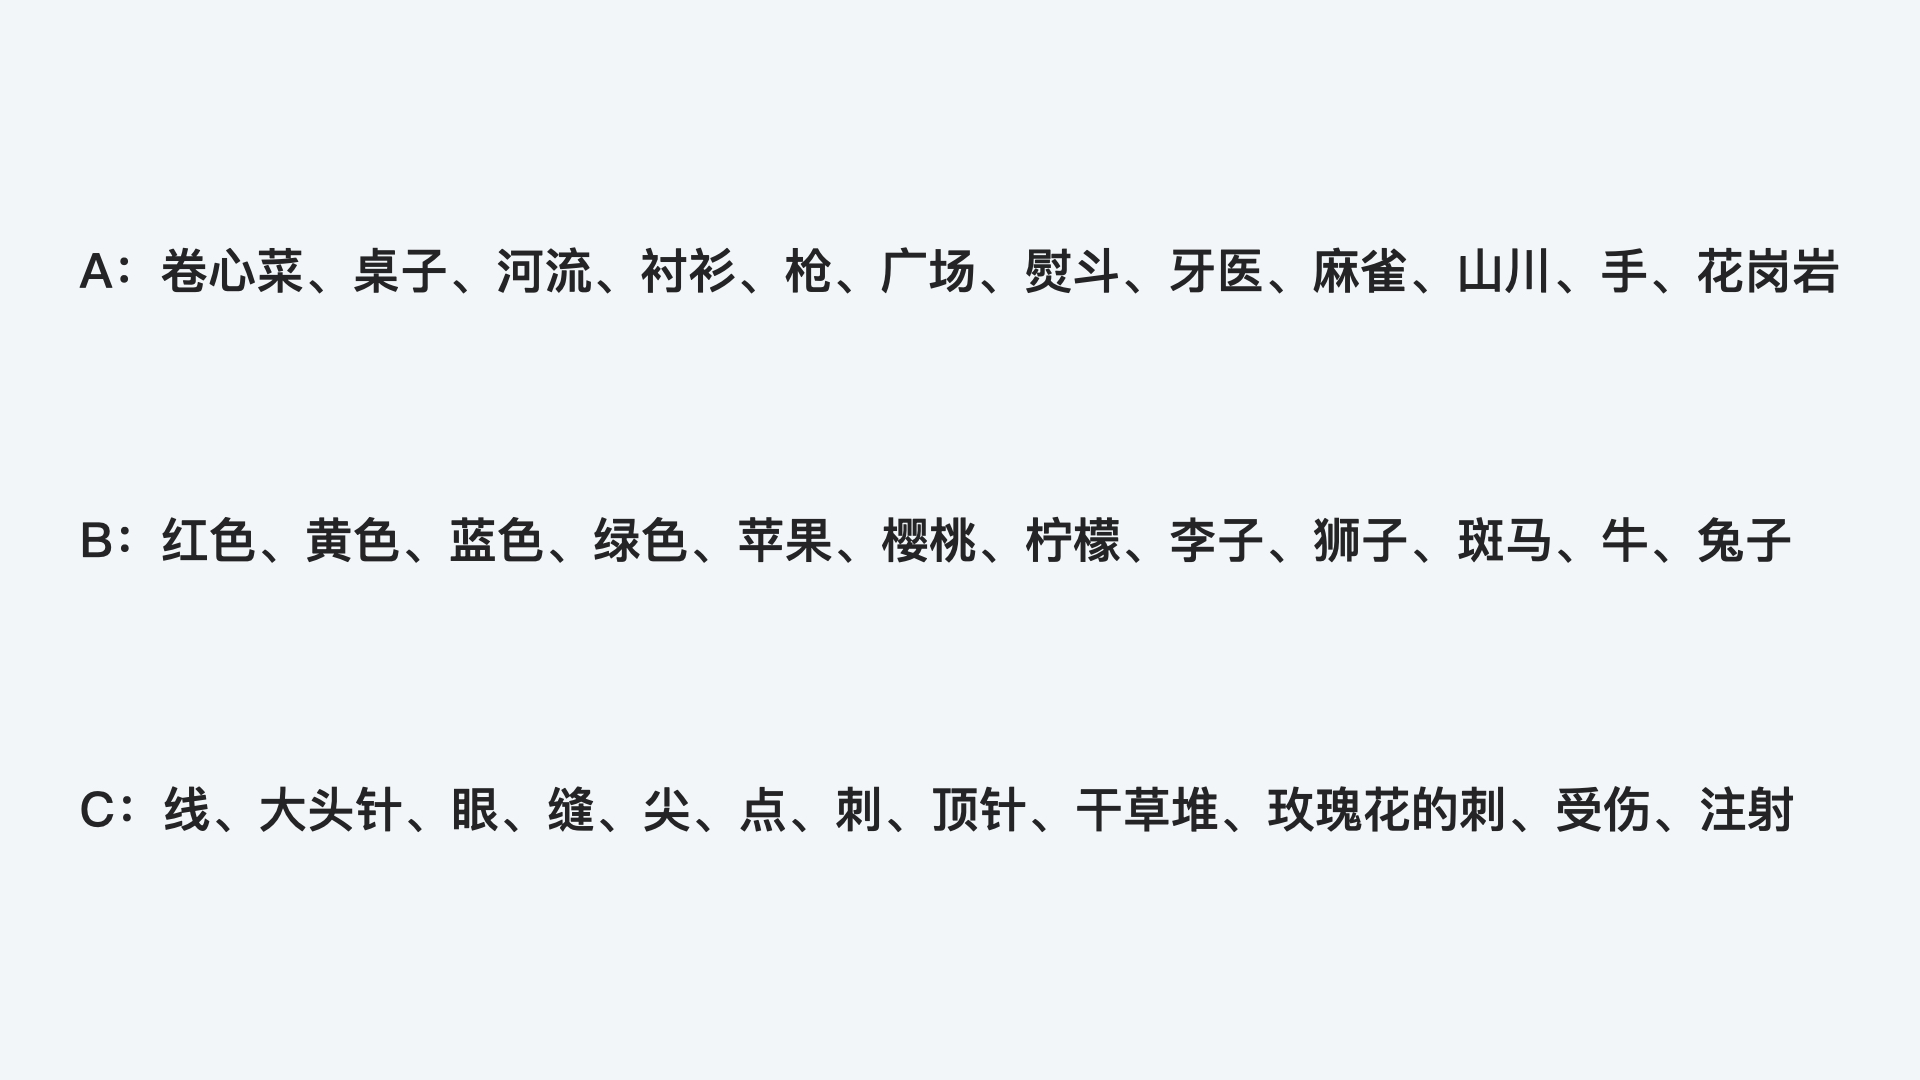 A：卷心菜、桌子、河流、衬衫、枪、广场、熨斗、牙医、麻雀、山川、手、花岗岩
B：红色、黄色、蓝色、绿色、苹果、樱桃、柠檬、李子、狮子、斑马、牛、兔子
C：线、大头针、眼、缝、尖、点、刺、顶针、干草堆、玫瑰花的刺、受伤、注射